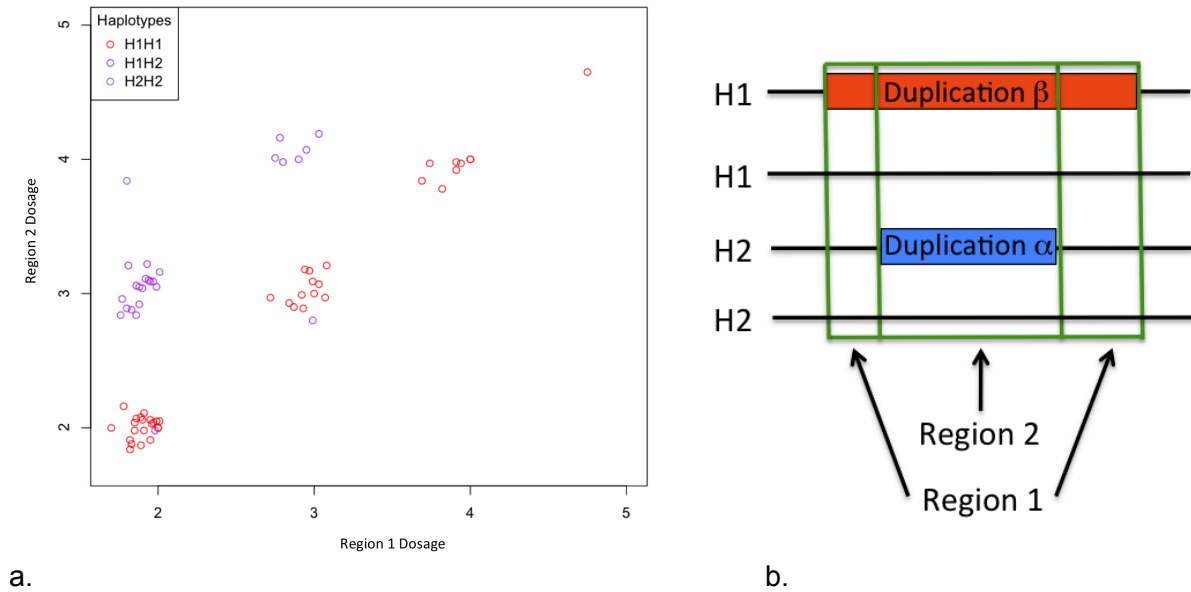 Haplotypes
H1H1
H1H2
H2H2
5
4
3
2
Region 2 Dosage
2 3 4 5
Region 1 Dosage
a.
H1 Duplication β
H1
H2 Duplication α
H2
Region 2
Region 1
b.